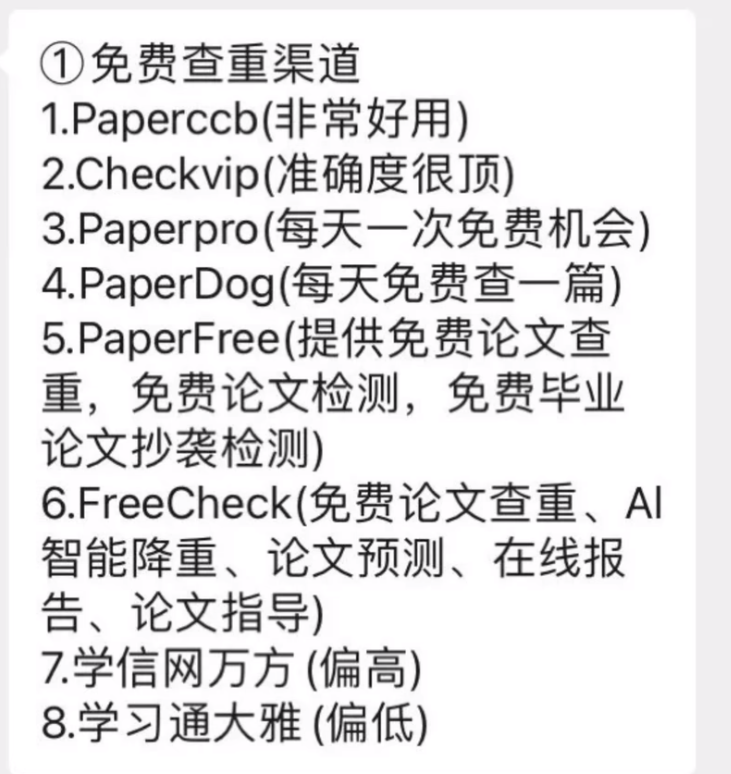 ①免费查重渠道
1.Paperccb(非常好用)
2.Checkvip(准确度很顶)
3.Paperpro(每天一次免费机会)
4.PaperDog(每天免费查一篇)
5.PaperFree(提供免费论文查
重，免费论文检测，免费毕业
论文抄袭检测)
6.FreeCheck(免费论文查重、AI
智能降重、论文预测、在线报
告、论文指导)
7.学信网万方(偏高)
8.学习通大雅(偏低)